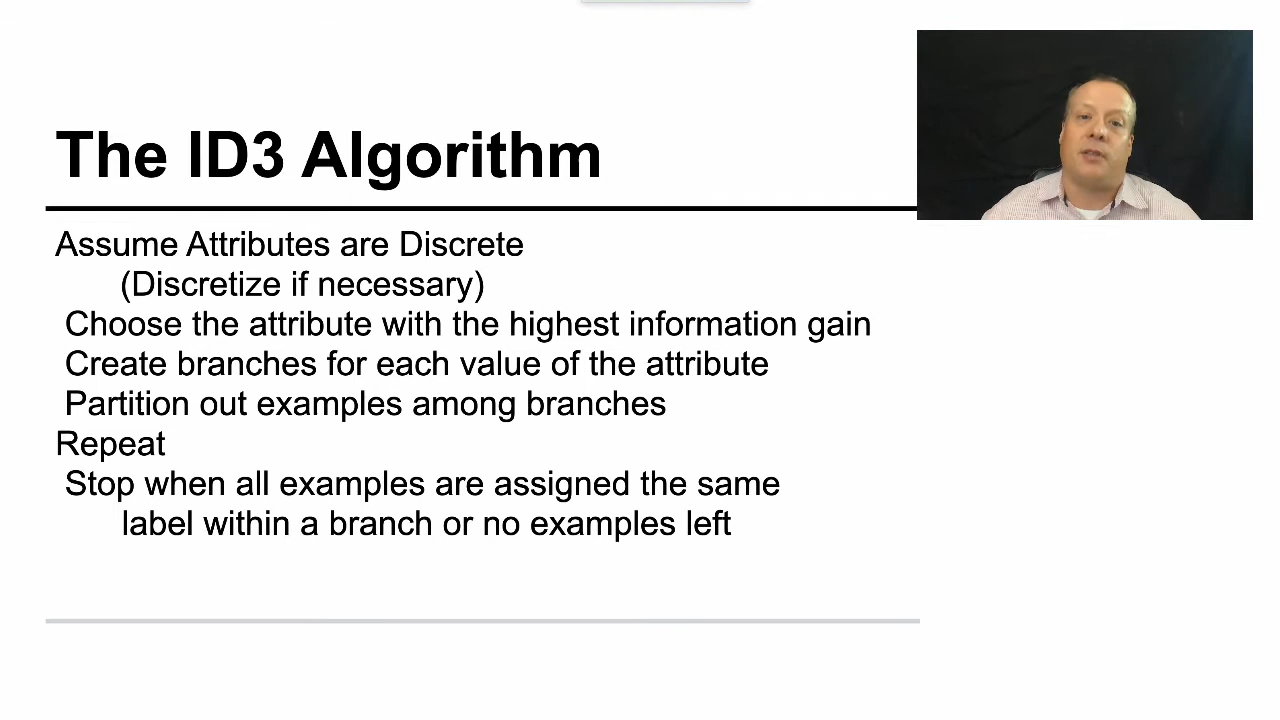 The ID3 Algorithm
Assume Attributes are Discrete
(Discretize if necessary)
Choose the attribute with the highest information gain
Create branches for each value of the attribute
Partition out examples among branches
Repeat
Stop when all examples are assigned the same
label within a branch or no examples left